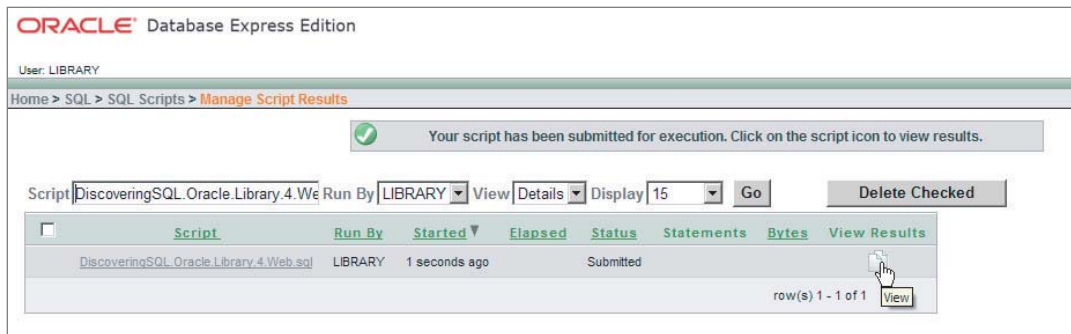 ORACLE® Database Express Edition
User: LIBRARY
Home > SQL > SQL Scripts > Manage Script Results
Your script has been submitted for execution. Click on the script icon to view results.
Script DiscoveringSQL.Oracle.Library.4.We Run By LIBRARY View Details Display 15 Go Delete Checked
Script Run By Started Elapsed Status Statements Bytes View Results
DiscoveringSQL.Oracle.Library.4.Web.sql LIBRARY 1 seconds ago Submitted
row(s) 1 - 1 of 1 View